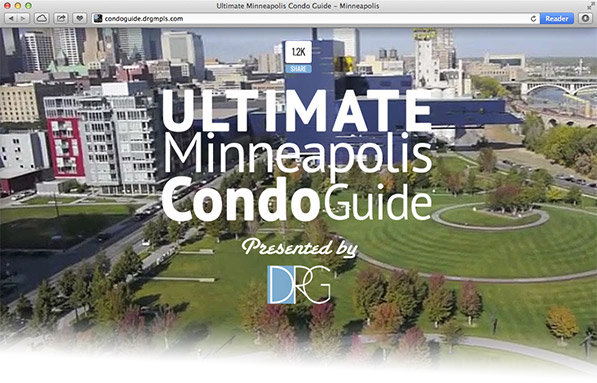 Ultimate Minneapolis Condo Guide – Minneapolis
condoguide.drgmpls.com
Reader
1.2K
SHARE
ULTIMATE
Minneapolis
CondoGuide
Presented by
DRG